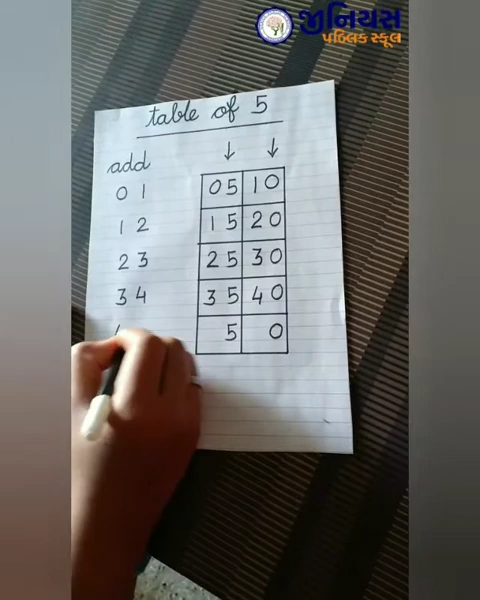 જીનિયસ
પબ્લિક સ્કૂલ
table of 5
↓ ↓
add
0 1 05 10
1 2 15 20
2 3 25 30
3 4 35 40
5 0